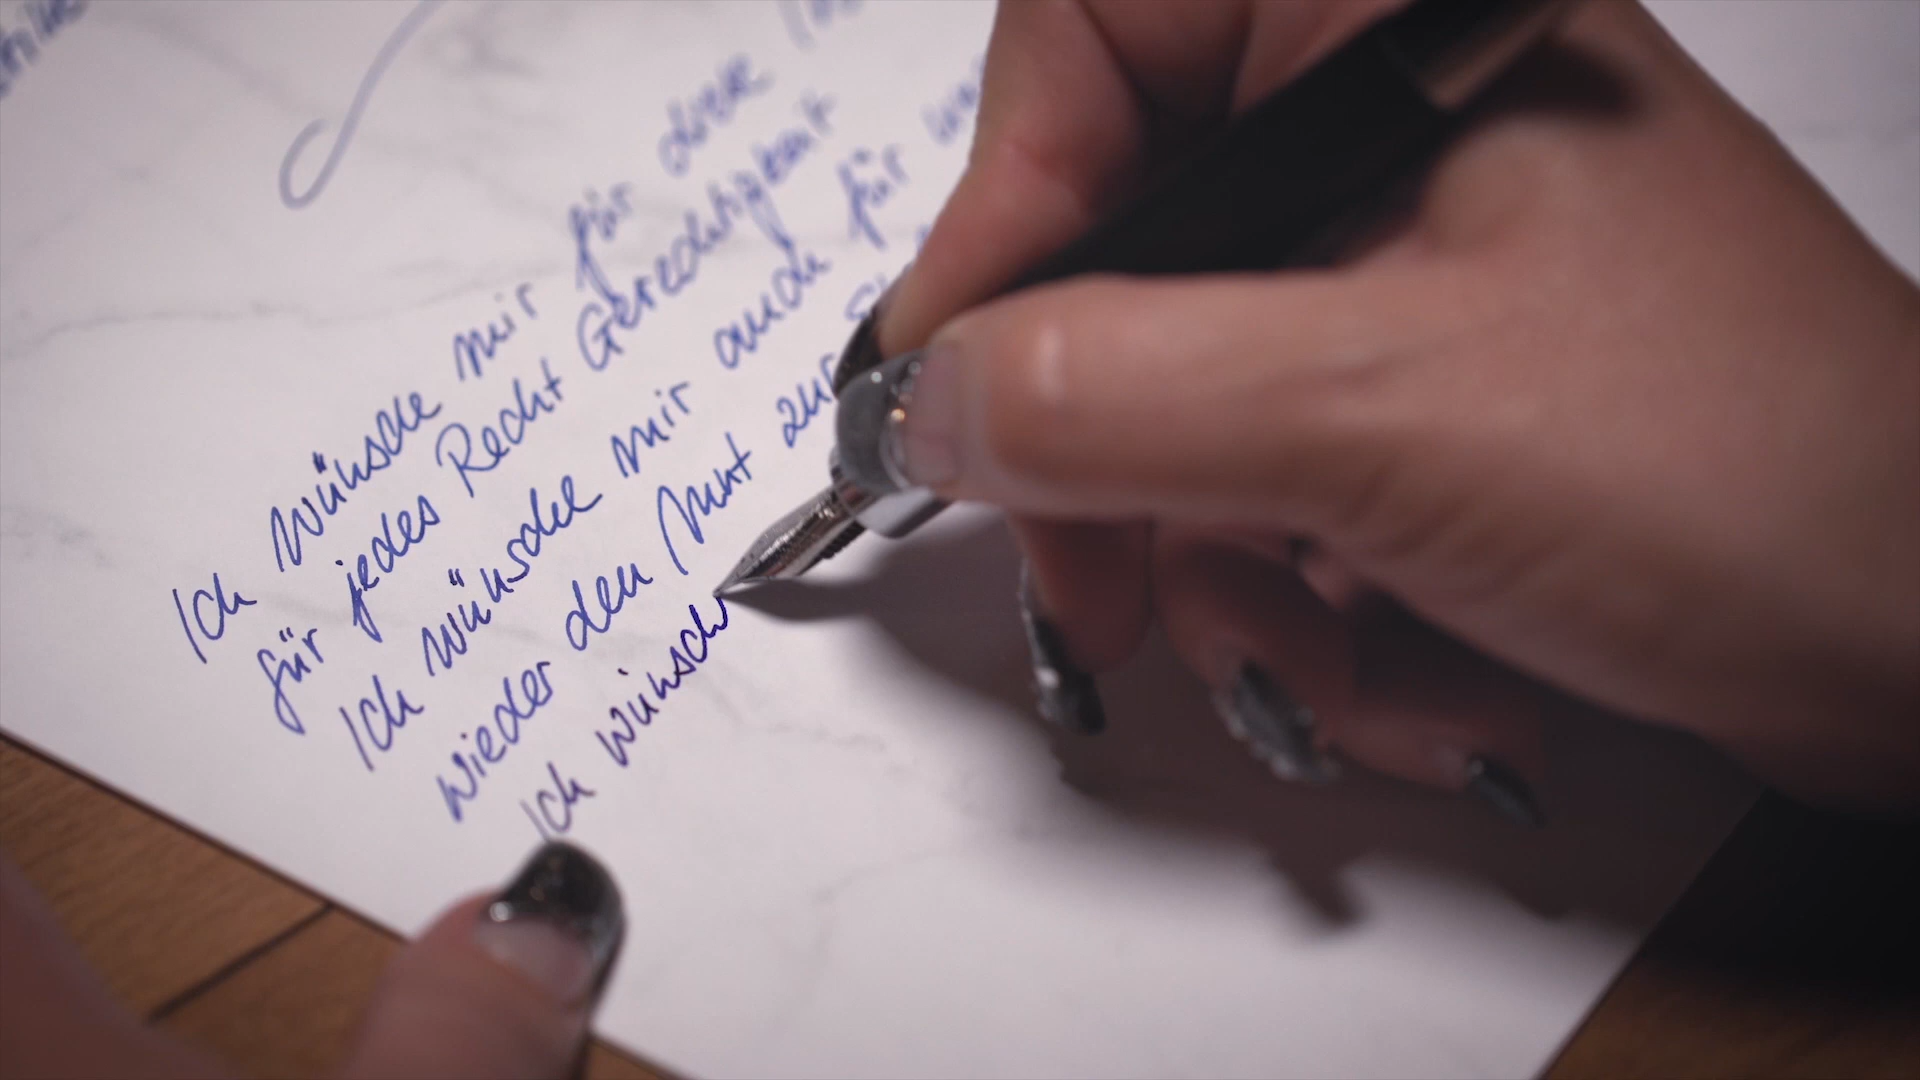 Ich wünsche mir für diese
für jedes Recht Gerechtigkeit
Ich wünsche mir auch für
wieder den Mut zur
Ich wünsch